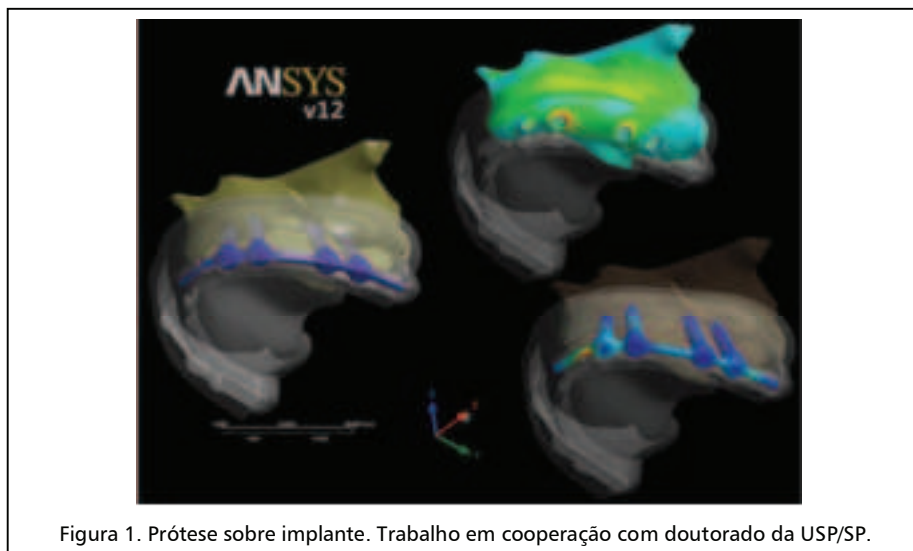 ANSYS
v12
Figura 1. Prótese sobre implante. Trabalho em cooperação com doutorado da USP/SP.